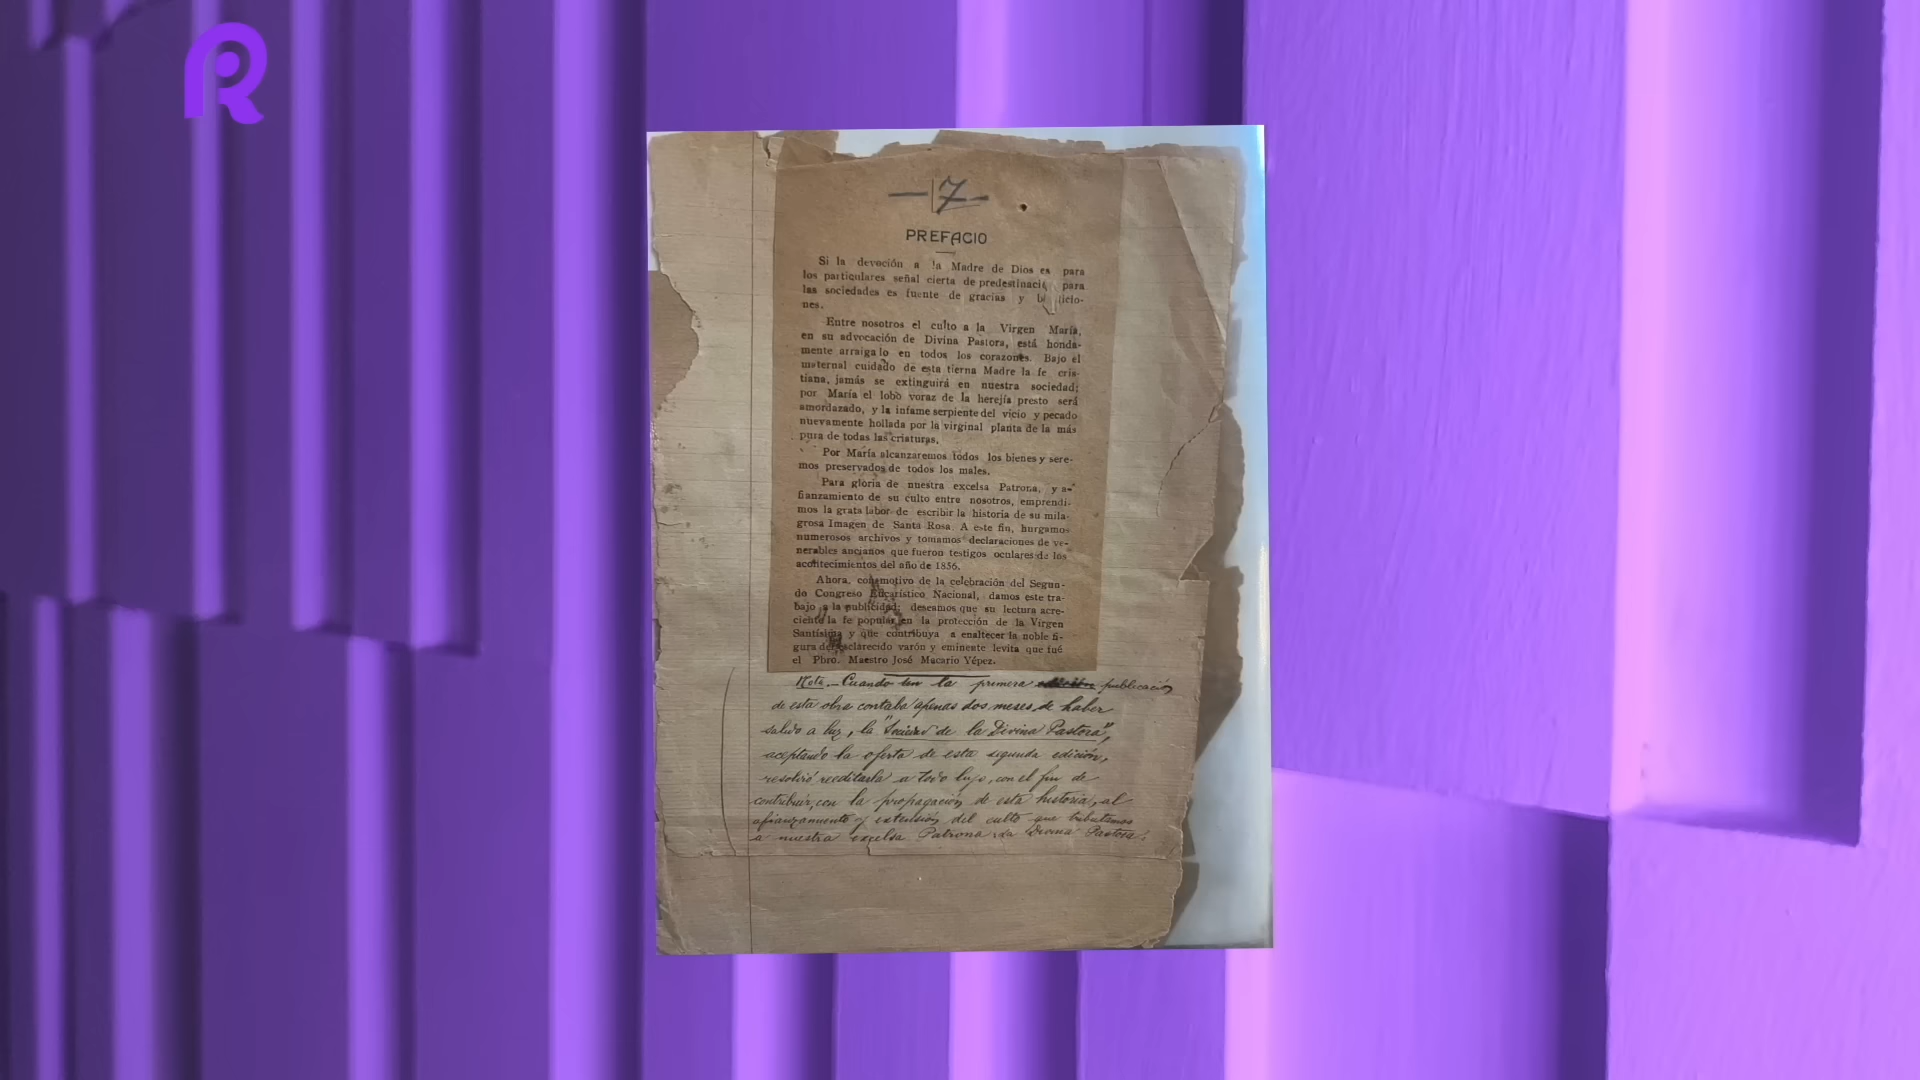 R
—7—
PREFACIO
Si la devoción a la Madre de Dios es para
los particulares señal cierta de predestinaci para
las sociedades es fuente de gracias y b dicio-
nes.
Entre nosotros el culto a la Virgen María,
en su advocación de Divina Pastora, está honda-
mente arraiga lo en todos los corazones. Bajo el
maternal cuidado de esta tierna Madre la fe cris-
tiana, jamás se extinguirá en nuestra sociedad;
por María el lobo voraz de la herejía presto será
amordazado, y la infame serpiente del vicio y pecado
nuevamente hollada por la virginal planta de la más
pura de todas las criaturas.
Por María alcanzaremos todos los bienes y sere-
mos preservados de todos los males.
Para gloria de nuestra excelsa Patrona, y a-
fianzamiento de su culto entre nosotros, emprendi-
mos la grata labor de escribir la historia de su mila-
grosa Imagen de Santa Rosa. A este fin, hurgamos
numerosos archivos y tomamos declaraciones de ve-
nerables ancianos que fueron testigos oculares de los
acontecimientos del año de 1856.
Ahora, con motivo de la celebración del Segun-
do Congreso Eucarístico Nacional, damos este tra-
bajo a la publicidad; deseamos que su lectura acre-
ciente la fe popular en la protección de la Virgen
Santísima y que contribuya a enaltecer la noble fi-
gura del esclarecido varón y eminente levita que fué
el Pbro. Maestro José Macario Yépez.
Nota.—Cuando la primera publicación
de esta obra contaba apenas dos meses de haber
salido a luz, la "Sociedad de la Divina Pastora",
aceptando la oferta de esta segunda edición,
resolvió reeditarla a todo lujo, con el fin de
contribuir, con la propagación de esta historia, al
afianzamiento y extensión del culto que tributamos
a nuestra excelsa Patrona la Divina Pastora.